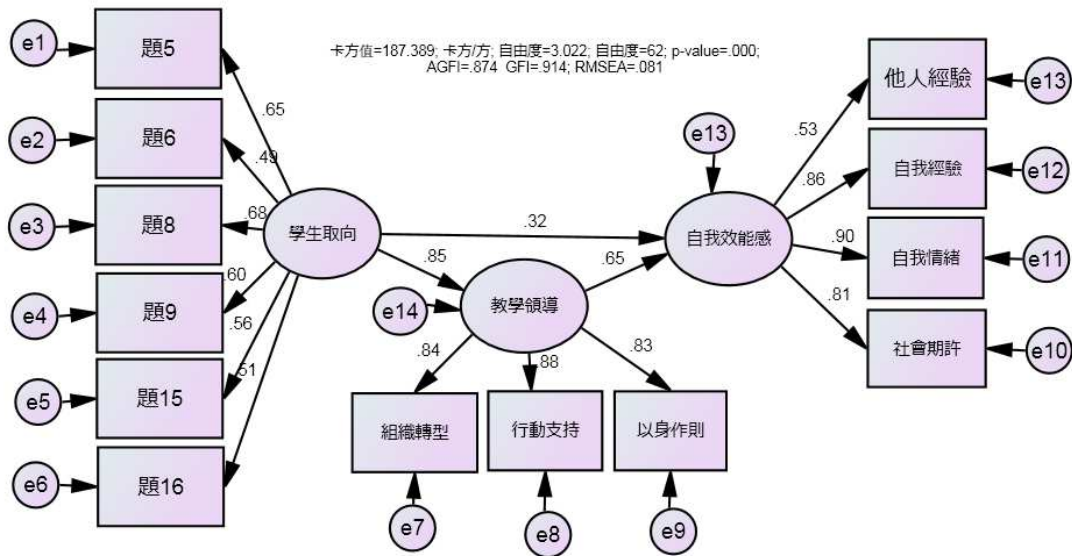 卡方值=187.389; 卡方/方; 自由度=3.022; 自由度=62; p-value=.000;
AGFI=.874 GFI=.914; RMSEA=.081
e1
題5
.65
e2
題6
.49
e3
題8
.68
e4
題9
.60
e5
題15
.56
e6
題16
.51
學生取向
.32
.85
e14
教學領導
.65
.84
.88
.83
組織轉型
行動支持
以身作則
e7
e8
e9
e13
自我效能感
.53
他人經驗
e13
.86
自我經驗
e12
.90
自我情緒
e11
.81
社會期許
e10